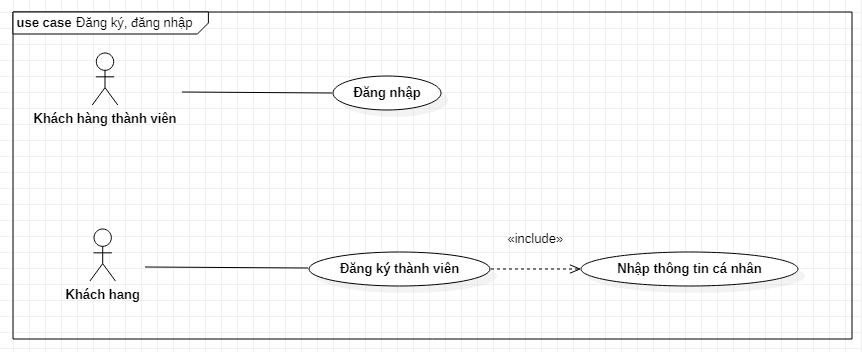 use case Đăng ký, đăng nhập
Khách hàng thành viên
Đăng nhập
«include»
Khách hang
Đăng ký thành viên
Nhập thông tin cá nhân